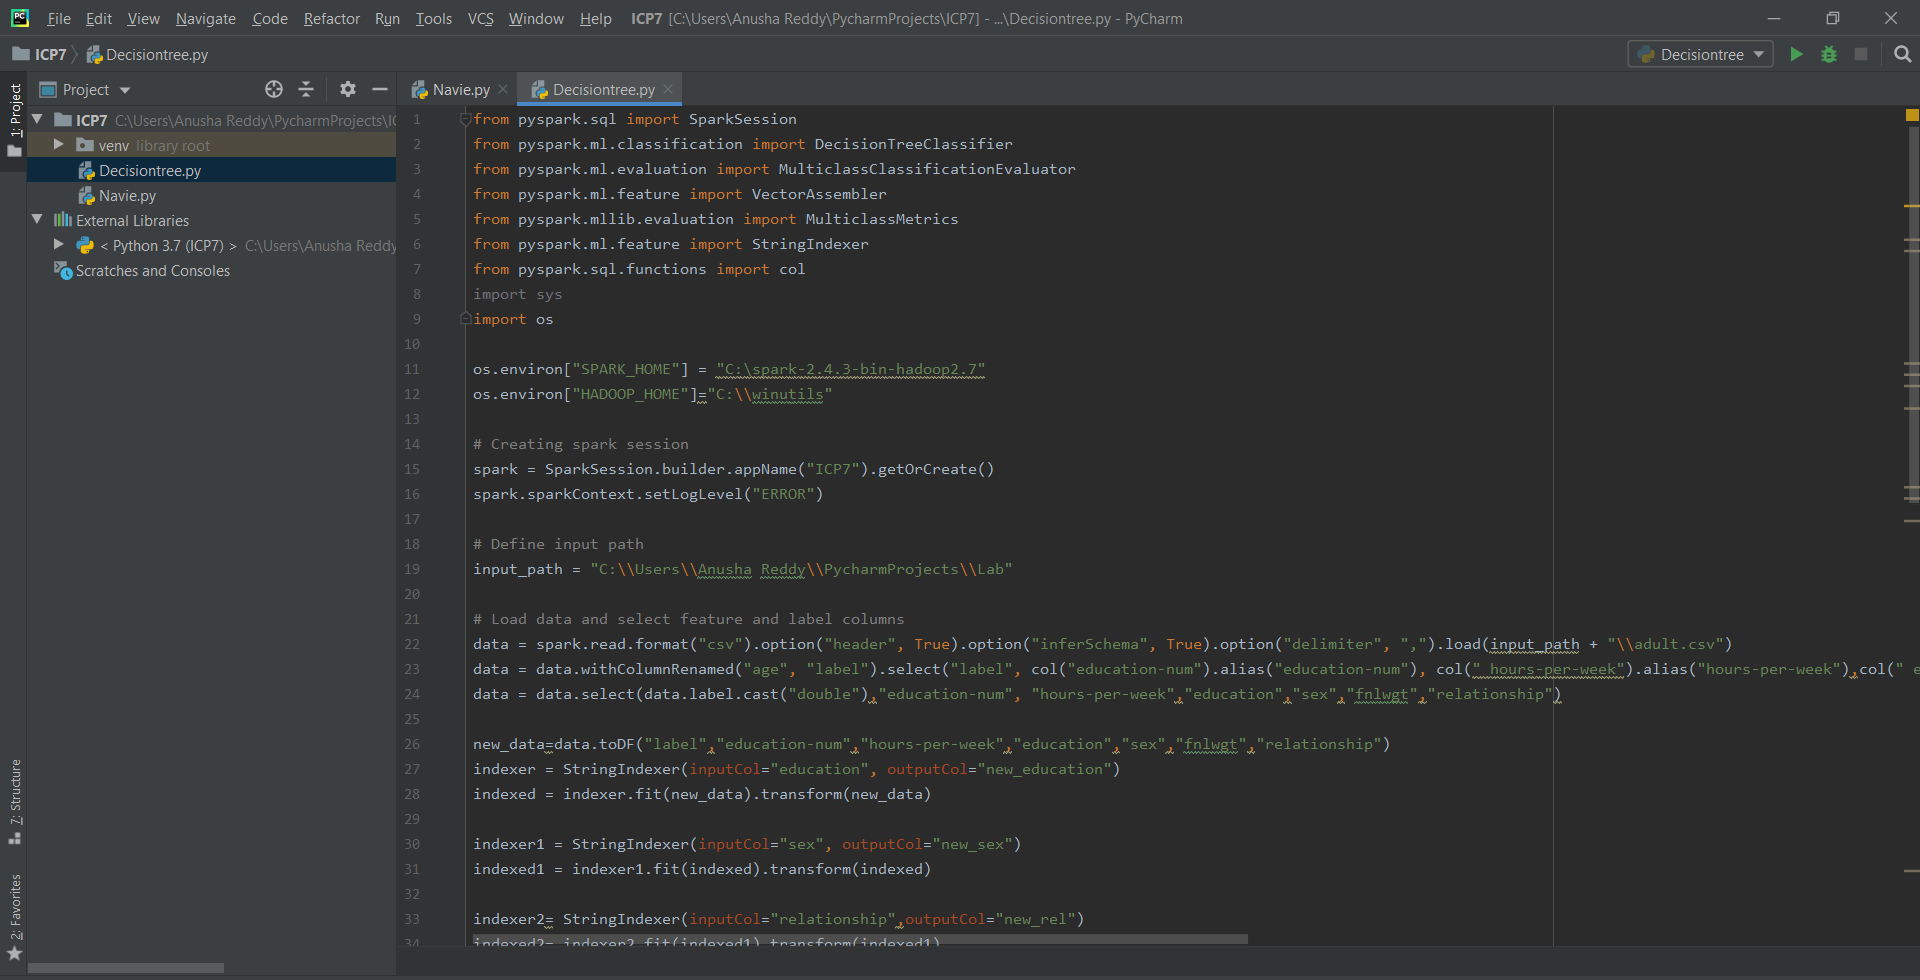 File Edit View Navigate Code Refactor Run Tools VCS Window Help ICP7 [C:\Users\Anusha Reddy\PycharmProjects\ICP7] - ...\Decisiontree.py - PyCharm
ICP7 Decisiontree.py Decisiontree
Project Navie.py Decisiontree.py
1: Project
ICP7 C:\Users\Anusha Reddy\PycharmProjects\IC
venv library root
Decisiontree.py
Navie.py
External Libraries
< Python 3.7 (ICP7) > C:\Users\Anusha Reddy
Scratches and Consoles
7: Structure
2: Favorites
1 from pyspark.sql import SparkSession
2 from pyspark.ml.classification import DecisionTreeClassifier
3 from pyspark.ml.evaluation import MulticlassClassificationEvaluator
4 from pyspark.ml.feature import VectorAssembler
5 from pyspark.mllib.evaluation import MulticlassMetrics
6 from pyspark.ml.feature import StringIndexer
7 from pyspark.sql.functions import col
8 import sys
9 import os
10
11 os.environ["SPARK_HOME"] = "C:\spark-2.4.3-bin-hadoop2.7"
12 os.environ["HADOOP_HOME"]="C:\\winutils"
13
14 # Creating spark session
15 spark = SparkSession.builder.appName("ICP7").getOrCreate()
16 spark.sparkContext.setLogLevel("ERROR")
17
18 # Define input path
19 input_path = "C:\\Users\\Anusha Reddy\\PycharmProjects\\Lab"
20
21 # Load data and select feature and label columns
22 data = spark.read.format("csv").option("header", True).option("inferSchema", True).option("delimiter", ",").load(input_path + "\\adult.csv")
23 data = data.withColumnRenamed("age", "label").select("label", col("education-num").alias("education-num"), col(" hours-per-week").alias("hours-per-week"),col(" e
24 data = data.select(data.label.cast("double"),"education-num", "hours-per-week","education","sex","fnlwgt","relationship")
25
26 new_data=data.toDF("label","education-num","hours-per-week","education","sex","fnlwgt","relationship")
27 indexer = StringIndexer(inputCol="education", outputCol="new_education")
28 indexed = indexer.fit(new_data).transform(new_data)
29
30 indexer1 = StringIndexer(inputCol="sex", outputCol="new_sex")
31 indexed1 = indexer1.fit(indexed).transform(indexed)
32
33 indexer2= StringIndexer(inputCol="relationship",outputCol="new_rel")
34 indexed2= indexer2.fit(indexed1).transform(indexed1)